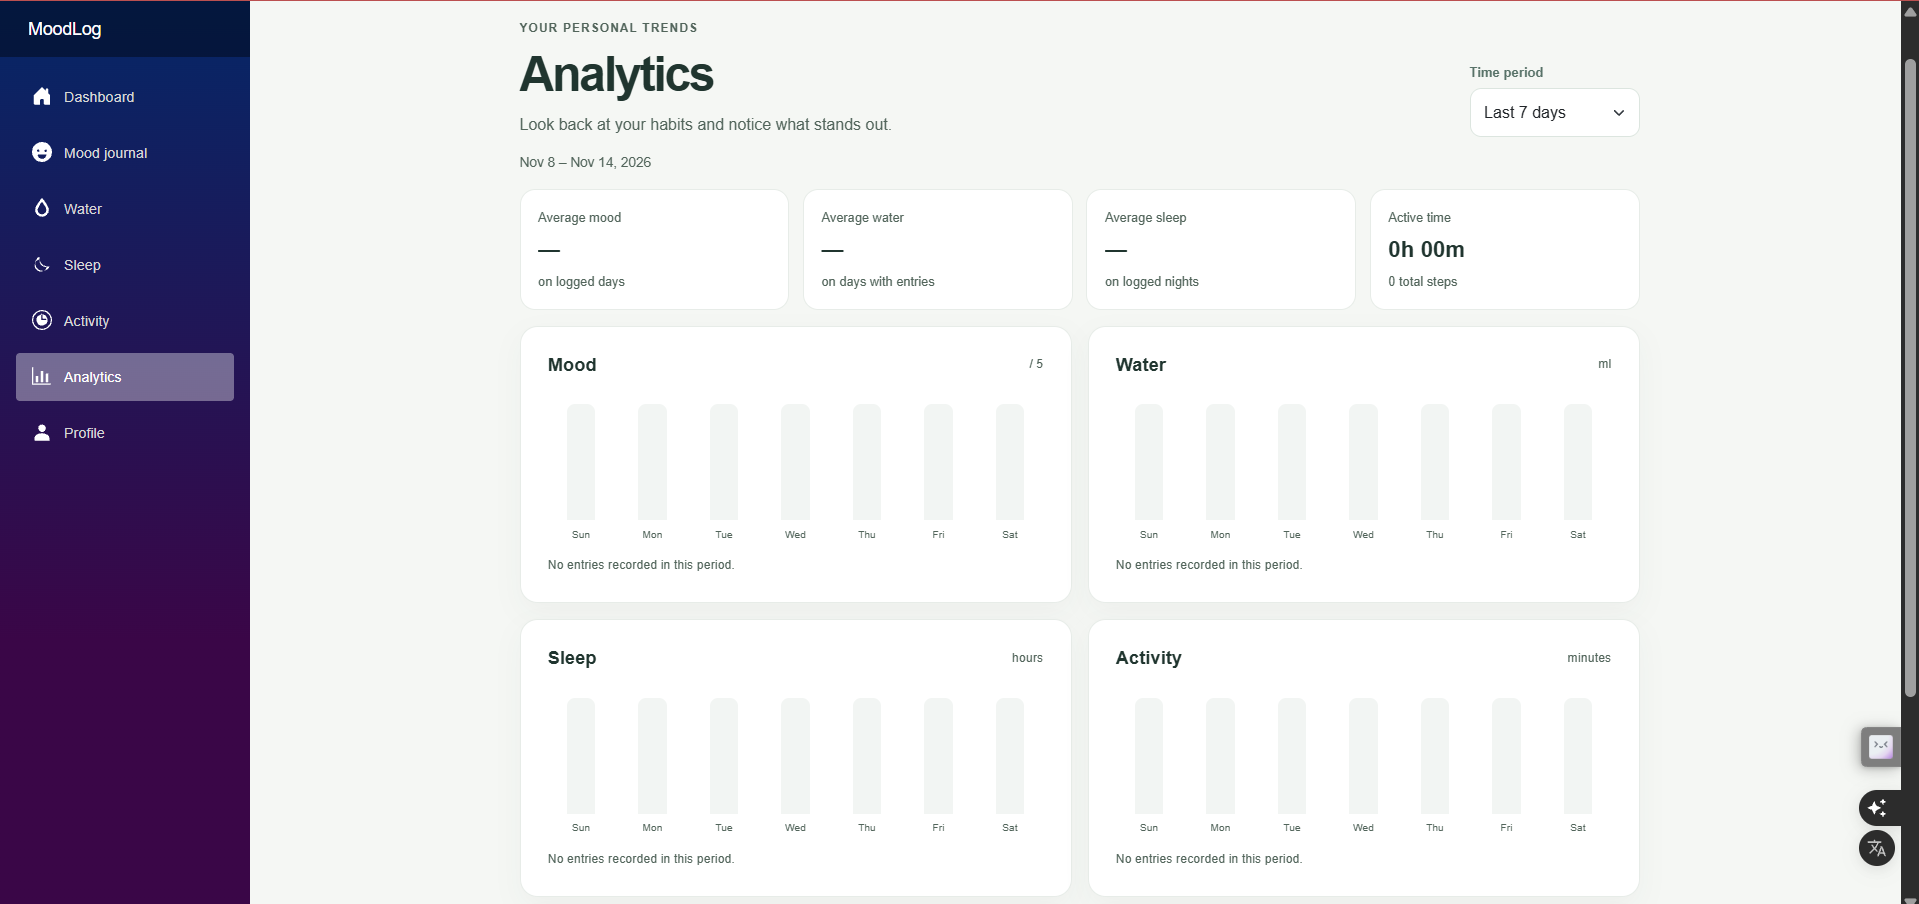 MoodLog
Dashboard
Mood journal
Water
Sleep
Activity
Analytics
Profile
YOUR PERSONAL TRENDS
Analytics
Look back at your habits and notice what stands out.
Nov 8 – Nov 14, 2026
Time period
Last 7 days
Average mood
—
on logged days
Average water
—
on days with entries
Average sleep
—
on logged nights
Active time
0h 00m
0 total steps
Mood / 5
Sun Mon Tue Wed Thu Fri Sat
No entries recorded in this period.
Water ml
Sun Mon Tue Wed Thu Fri Sat
No entries recorded in this period.
Sleep hours
Sun Mon Tue Wed Thu Fri Sat
No entries recorded in this period.
Activity minutes
Sun Mon Tue Wed Thu Fri Sat
No entries recorded in this period.